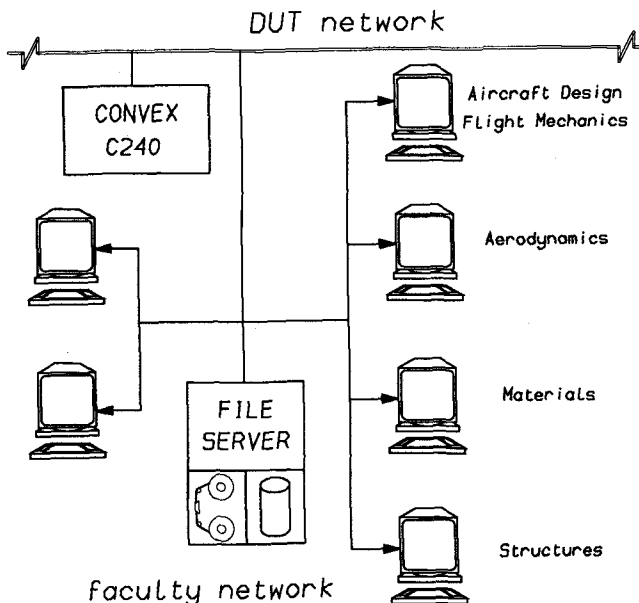 DUT network
CONVEX
C240
Aircraft Design
Flight Mechanics
Aerodynamics
Materials
FILE
SERVER
Structures
faculty network